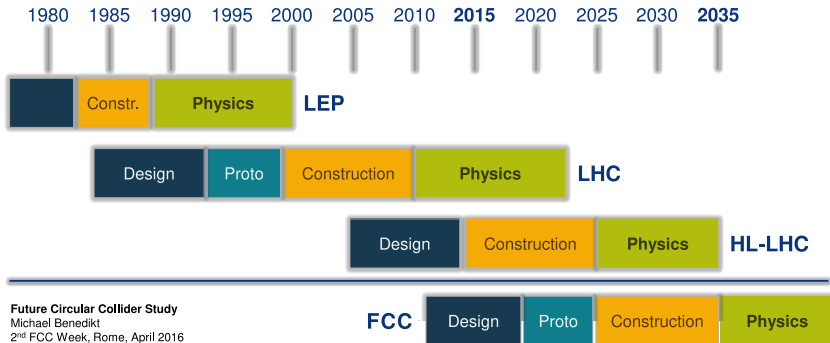 1980 1985 1990 1995 2000 2005 2010 2015 2020 2025 2030 2035
Constr. Physics LEP
Design Proto Construction Physics LHC
Design Construction Physics HL-LHC
FCC Design Proto Construction Physics
Future Circular Collider Study
Michael Benedikt
2nd FCC Week, Rome, April 2016